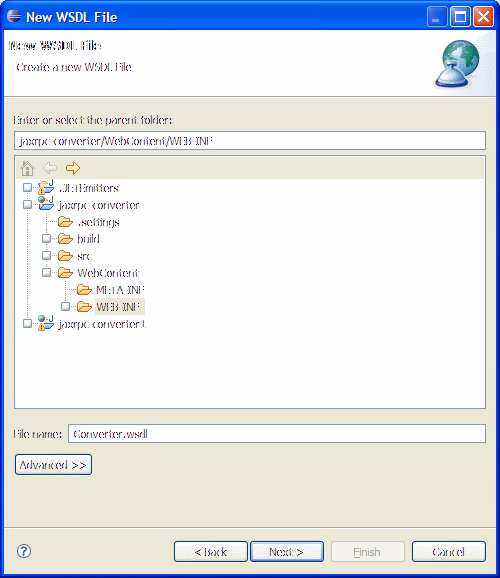 New WSDL File
New WSDL File
Create a new WSDL File
Enter or select the parent folder:
jaxrpc-converter/WebContent/WEB-INF
.JETEmitters
jaxrpc-converter
.settings
build
src
WebContent
META-INF
WEB-INF
jaxrpc-converter1
File name: Converter.wsdl
Advanced >>
< Back Next > Finish Cancel